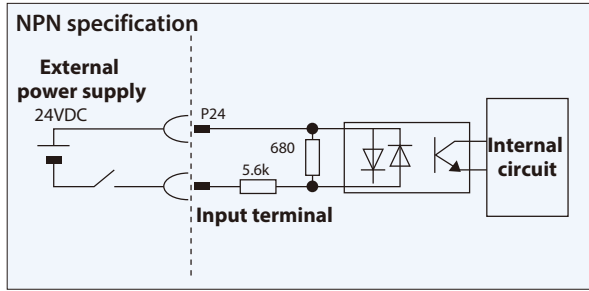 NPN specification
External
power supply
24VDC
P24
680
5.6k
Input terminal
Internal
circuit